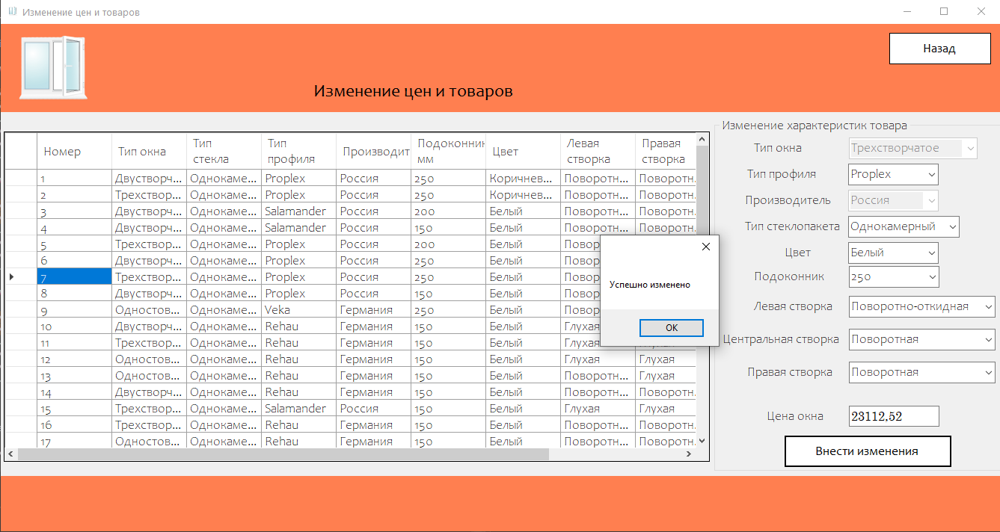 Изменение цен и товаров
Назад
Изменение цен и товаров
Номер Тип окна Тип стекла Тип профиля Производит Подоконник мм Цвет Левая створка Правая створка
1 Двустворч... Однокаме... Proplex Россия 250 Коричнев... Поворотн... Поворотн.
2 Трехствор... Однокаме... Proplex Россия 250 Коричнев... Поворотн... Поворотн.
3 Двустворч... Однокаме... Salamander Россия 200 Белый Поворотн... Поворотн.
4 Двустворч... Однокаме... Salamander Россия 150 Белый Поворотн... Поворотн.
5 Трехствор... Однокаме... Proplex Россия 200 Белый Повор
6 Двустворч... Однокаме... Proplex Россия 250 Белый Повор
7 Трехствор... Однокаме... Proplex Россия 250 Белый Повор
8 Двустворч... Однокаме... Proplex Россия 150 Белый Повор
9 Одностов... Однокаме... Veka Германия 250 Белый Повор
10 Двустворч... Однокаме... Rehau Германия 150 Белый Глухая
11 Трехствор... Однокаме... Rehau Германия 150 Белый Глухая
12 Одностов... Однокаме... Rehau Германия 150 Белый Глухая Глухая
13 Одностов... Однокаме... Rehau Германия 150 Белый Поворотн... Глухая
14 Двустворч... Однокаме... Rehau Германия 150 Белый Поворотн... Поворотн.
15 Трехствор... Однокаме... Salamander Россия 150 Белый Глухая Глухая
16 Трехствор... Однокаме... Rehau Германия 150 Белый Поворотн... Поворотн.
17 Одностов... Однокаме... Rehau Германия 150 Белый Поворотн... Поворотн.
Успешно изменено
OK
Изменение характеристик товара
Тип окна Трехстворчатое
Тип профиля Proplex
Производитель Россия
Тип стеклопакета Однокамерный
Цвет Белый
Подоконник 250
Левая створка Поворотно-откидная
Центральная створка Поворотная
Правая створка Поворотная
Цена окна 23112,52
Внести изменения